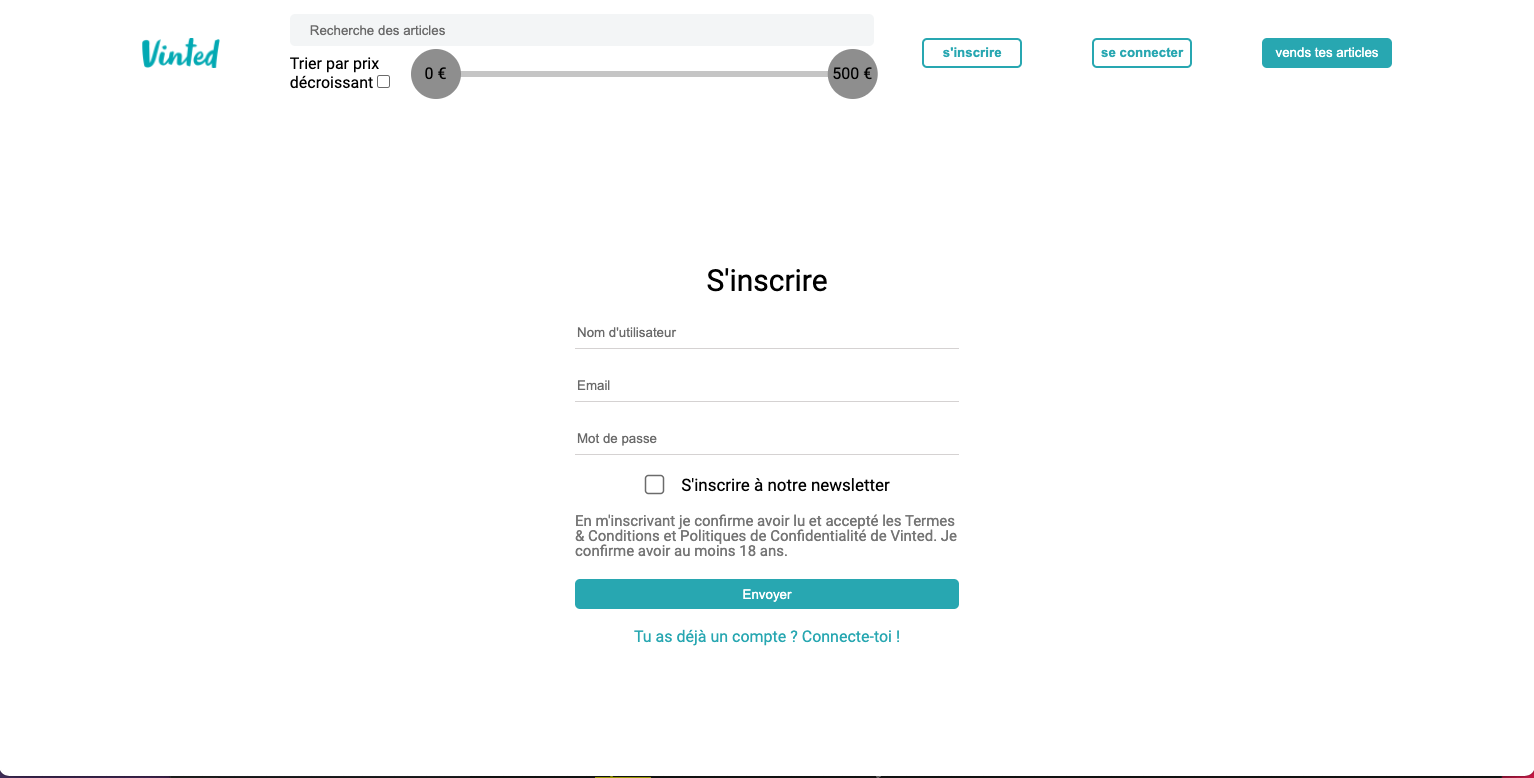 Vinted
Recherche des articles
Trier par prix
décroissant
0 €
500 €
s'inscrire
se connecter
vends tes articles
S'inscrire
Nom d'utilisateur
Email
Mot de passe
S'inscrire à notre newsletter
En m'inscrivant je confirme avoir lu et accepté les Termes
& Conditions et Politiques de Confidentialité de Vinted. Je
confirme avoir au moins 18 ans.
Envoyer
Tu as déjà un compte ? Connecte-toi !